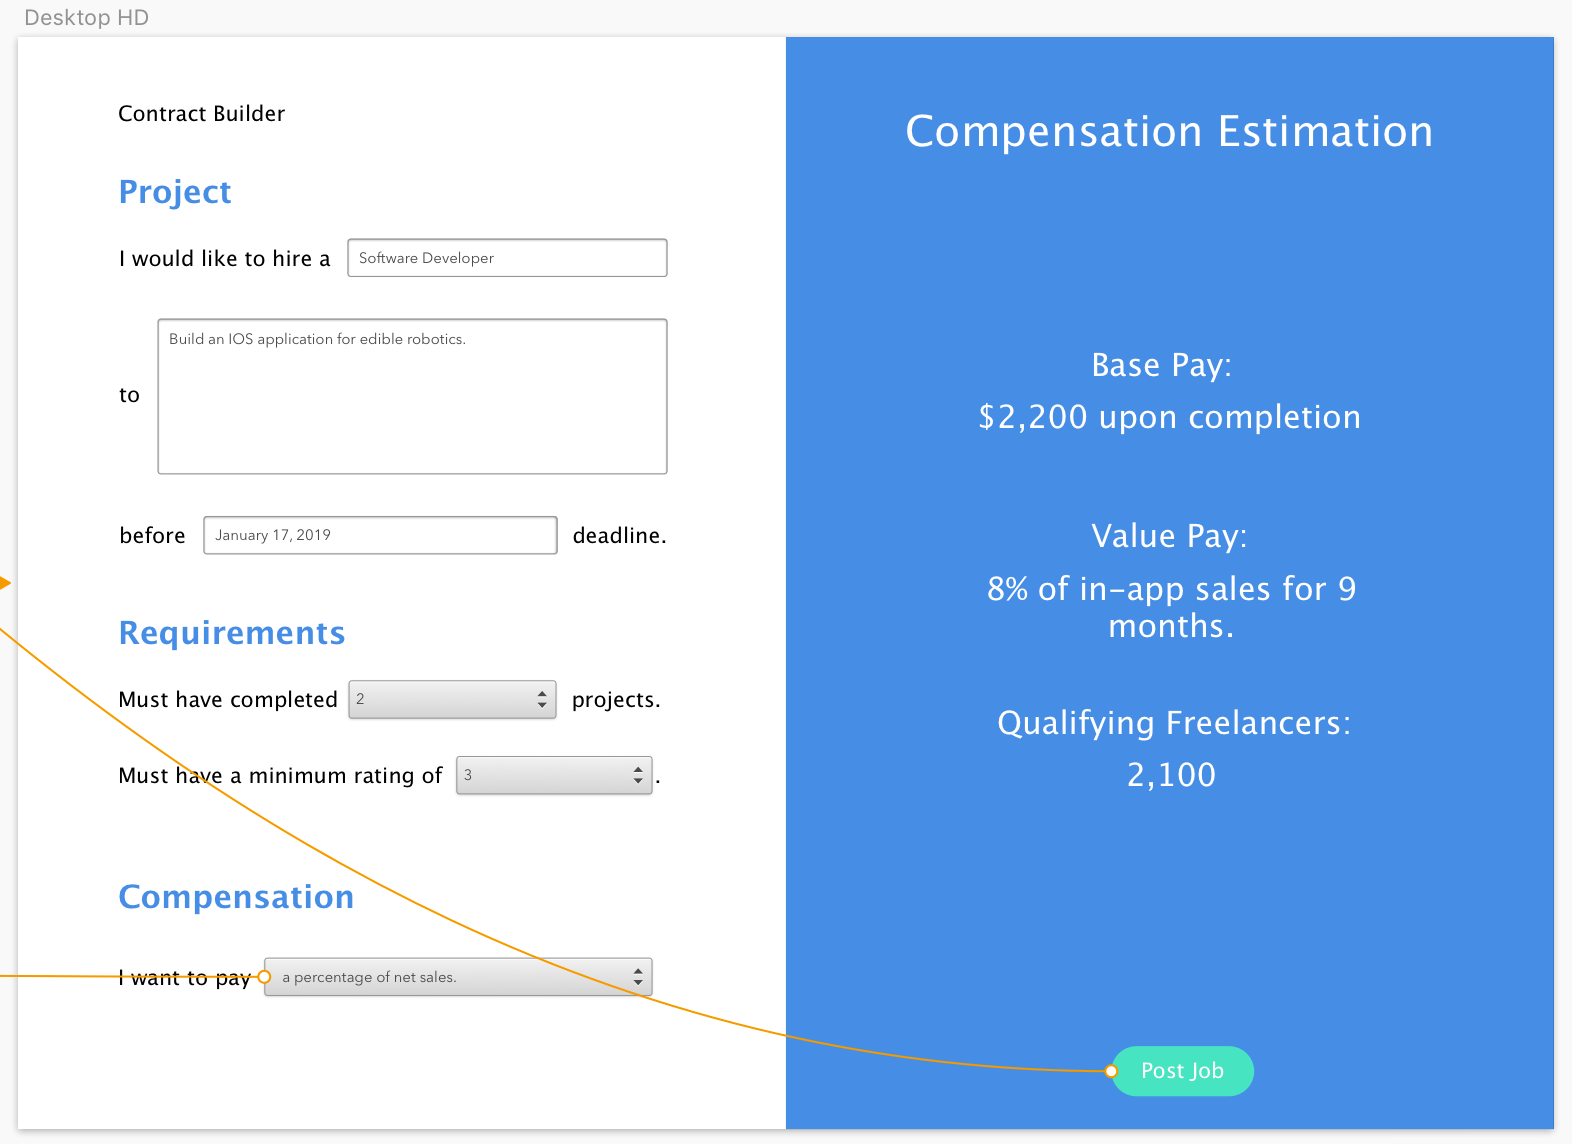 Desktop HD
Contract Builder
Project
I would like to hire a Software Developer
to Build an IOS application for edible robotics.
before January 17, 2019 deadline.
Requirements
Must have completed 2 projects.
Must have a minimum rating of 3 .
Compensation
I want to pay a percentage of net sales.
Compensation Estimation
Base Pay:
$2,200 upon completion
Value Pay:
8% of in-app sales for 9
months.
Qualifying Freelancers:
2,100
Post Job